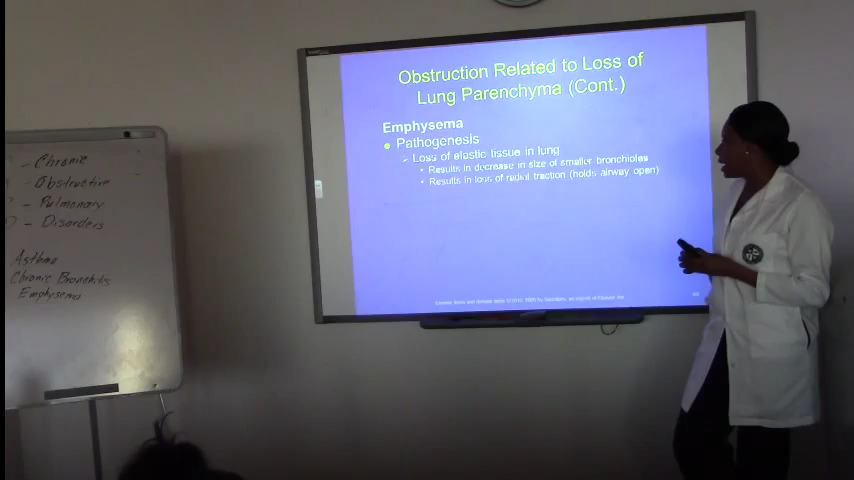 - Chronic
- Obstructive
- Pulmonary
D - Disorders
Asthma
Chronic Bronchitis
Emphysema
Obstruction Related to Loss of
Lung Parenchyma (Cont.)
Emphysema
Pathogenesis
Loss of elastic tissue in lung
Results in decrease in size of smaller bronchioles
Results in loss of radial traction (holds airway open)